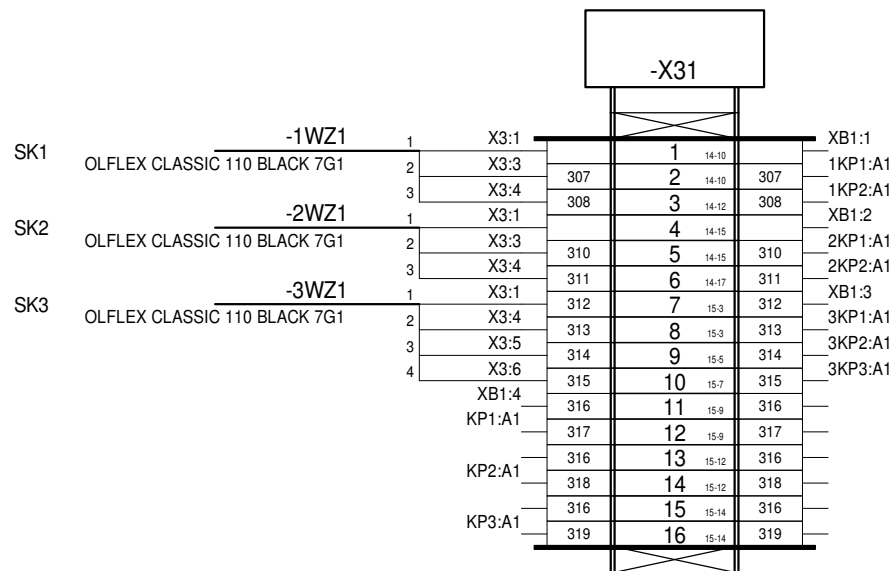 -X31
-1WZ1 1 X3:1 XB1:1
SK1 1 14-10
OLFLEX CLASSIC 110 BLACK 7G1 2 X3:3 1KP1:A1
307 2 14-10 307
3 X3:4 1KP2:A1
308 3 14-12 308
-2WZ1 1 X3:1 XB1:2
SK2 4 14-15
OLFLEX CLASSIC 110 BLACK 7G1 2 X3:3 2KP1:A1
310 5 14-15 310
3 X3:4 2KP2:A1
311 6 14-17 311
-3WZ1 1 X3:1 XB1:3
SK3 312 7 15-3 312
OLFLEX CLASSIC 110 BLACK 7G1 2 X3:4 3KP1:A1
313 8 15-3 313
3 X3:5 3KP2:A1
314 9 15-5 314
4 X3:6 3KP3:A1
315 10 15-7 315
XB1:4
316 11 15-9 316
KP1:A1
317 12 15-9 317
316 13 15-12 316
KP2:A1
318 14 15-12 318
316 15 15-14 316
KP3:A1
319 16 15-14 319